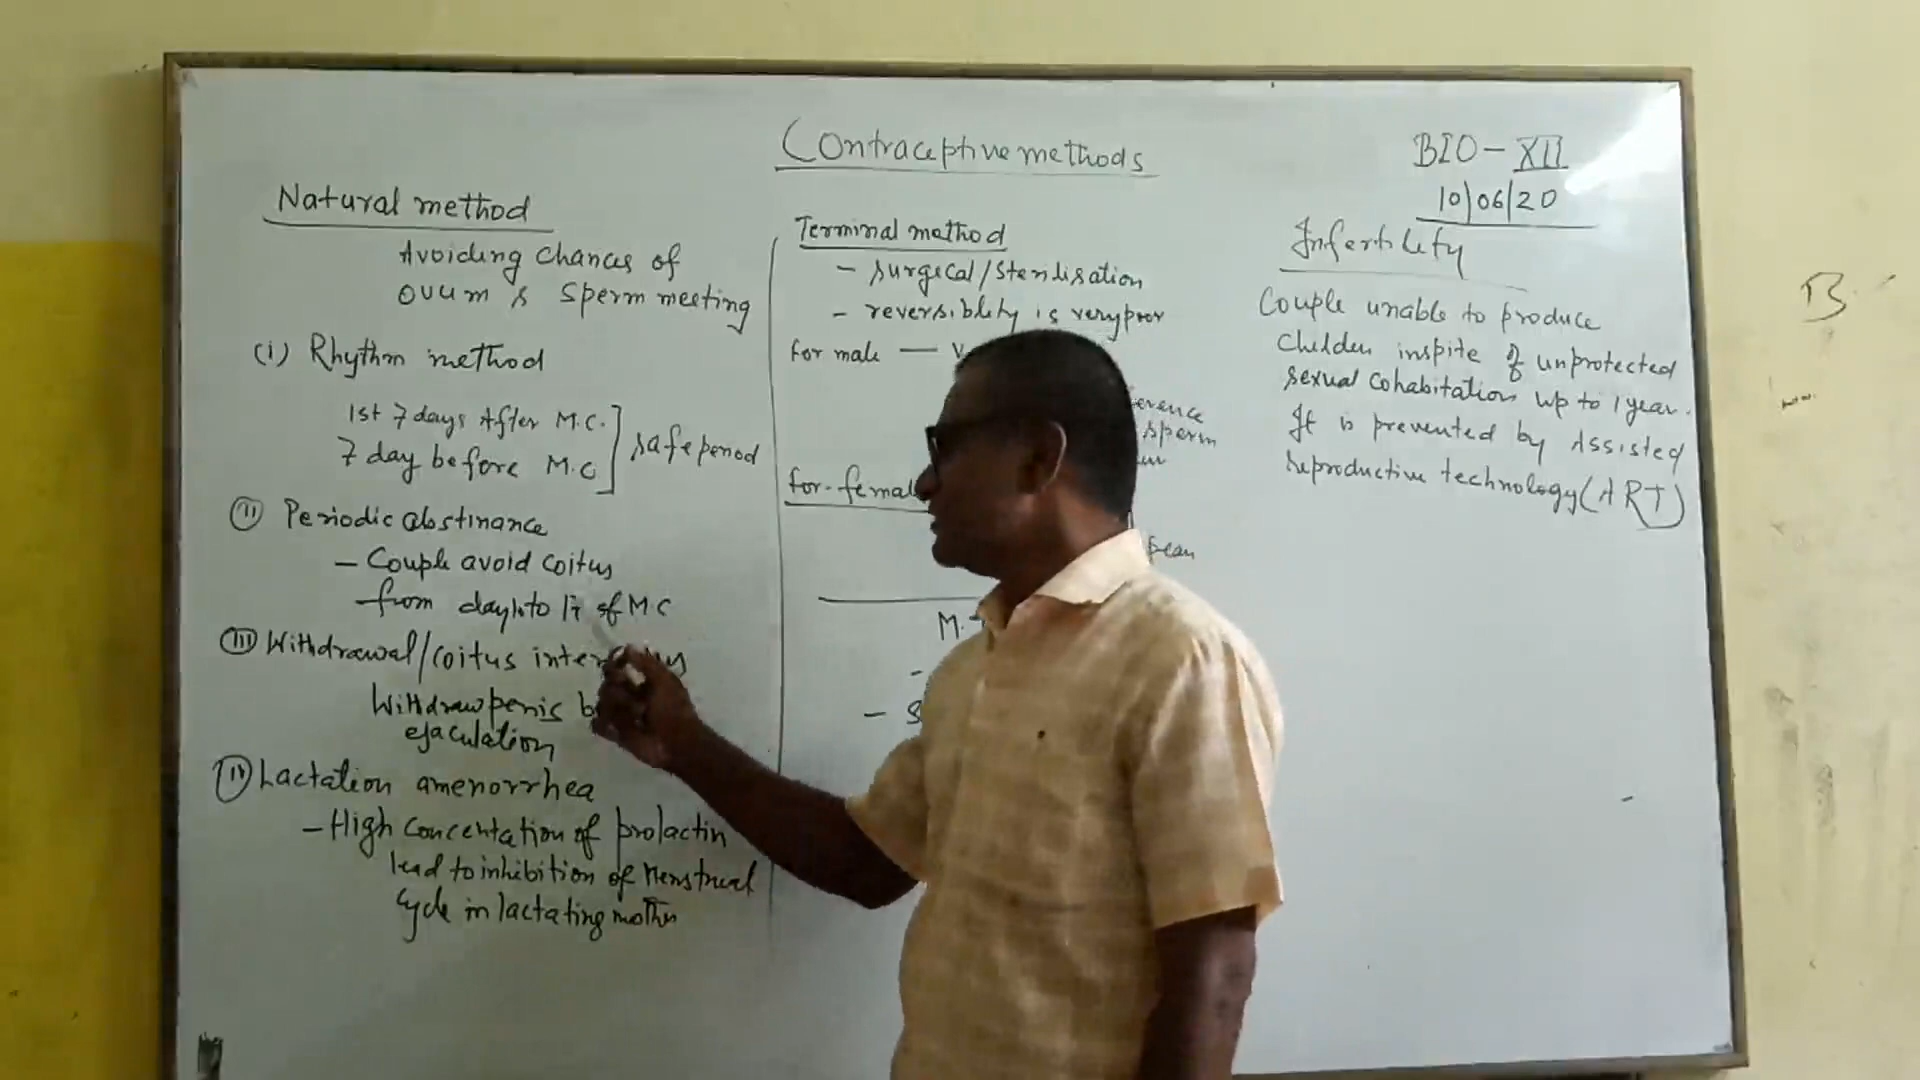 Contraceptive methods
BIO - XII
10/06/20
Natural method
Avoiding Chances of
Ovum & Sperm meeting
(i) Rhythm method
1st 7 days After M.C.
7 day before M.C
safe period
(ii) Periodic abstinance
- Couple avoid coitus
from day to 17 of M.C
(iii) Withdrawal/coitus
Withdraw penis
ejaculation
(iv) Lactation amenorrhea
- High Concentation of prolactin
lead to inhibition of Menstrual
Cycle in lactating mother
Terminal method
- Surgical/Sterilisation
- reversiblity is very poor
for male - V
sperm
for female
M.T
- S
Infertility
Couple unable to produce
Childen inspite of unprotected
sexual cohabitation up to 1 year.
It is prevented by Assisted
reproductive technology (ART)
B